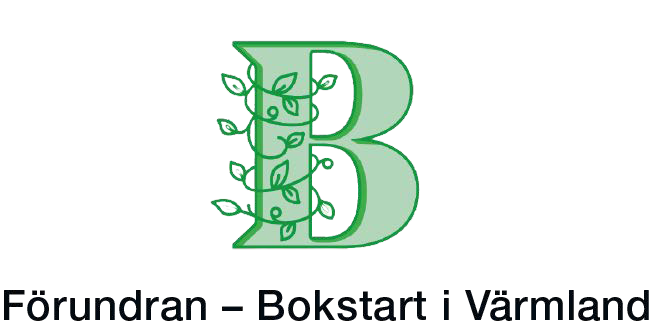 B
Förundran – Bokstart i Värmland